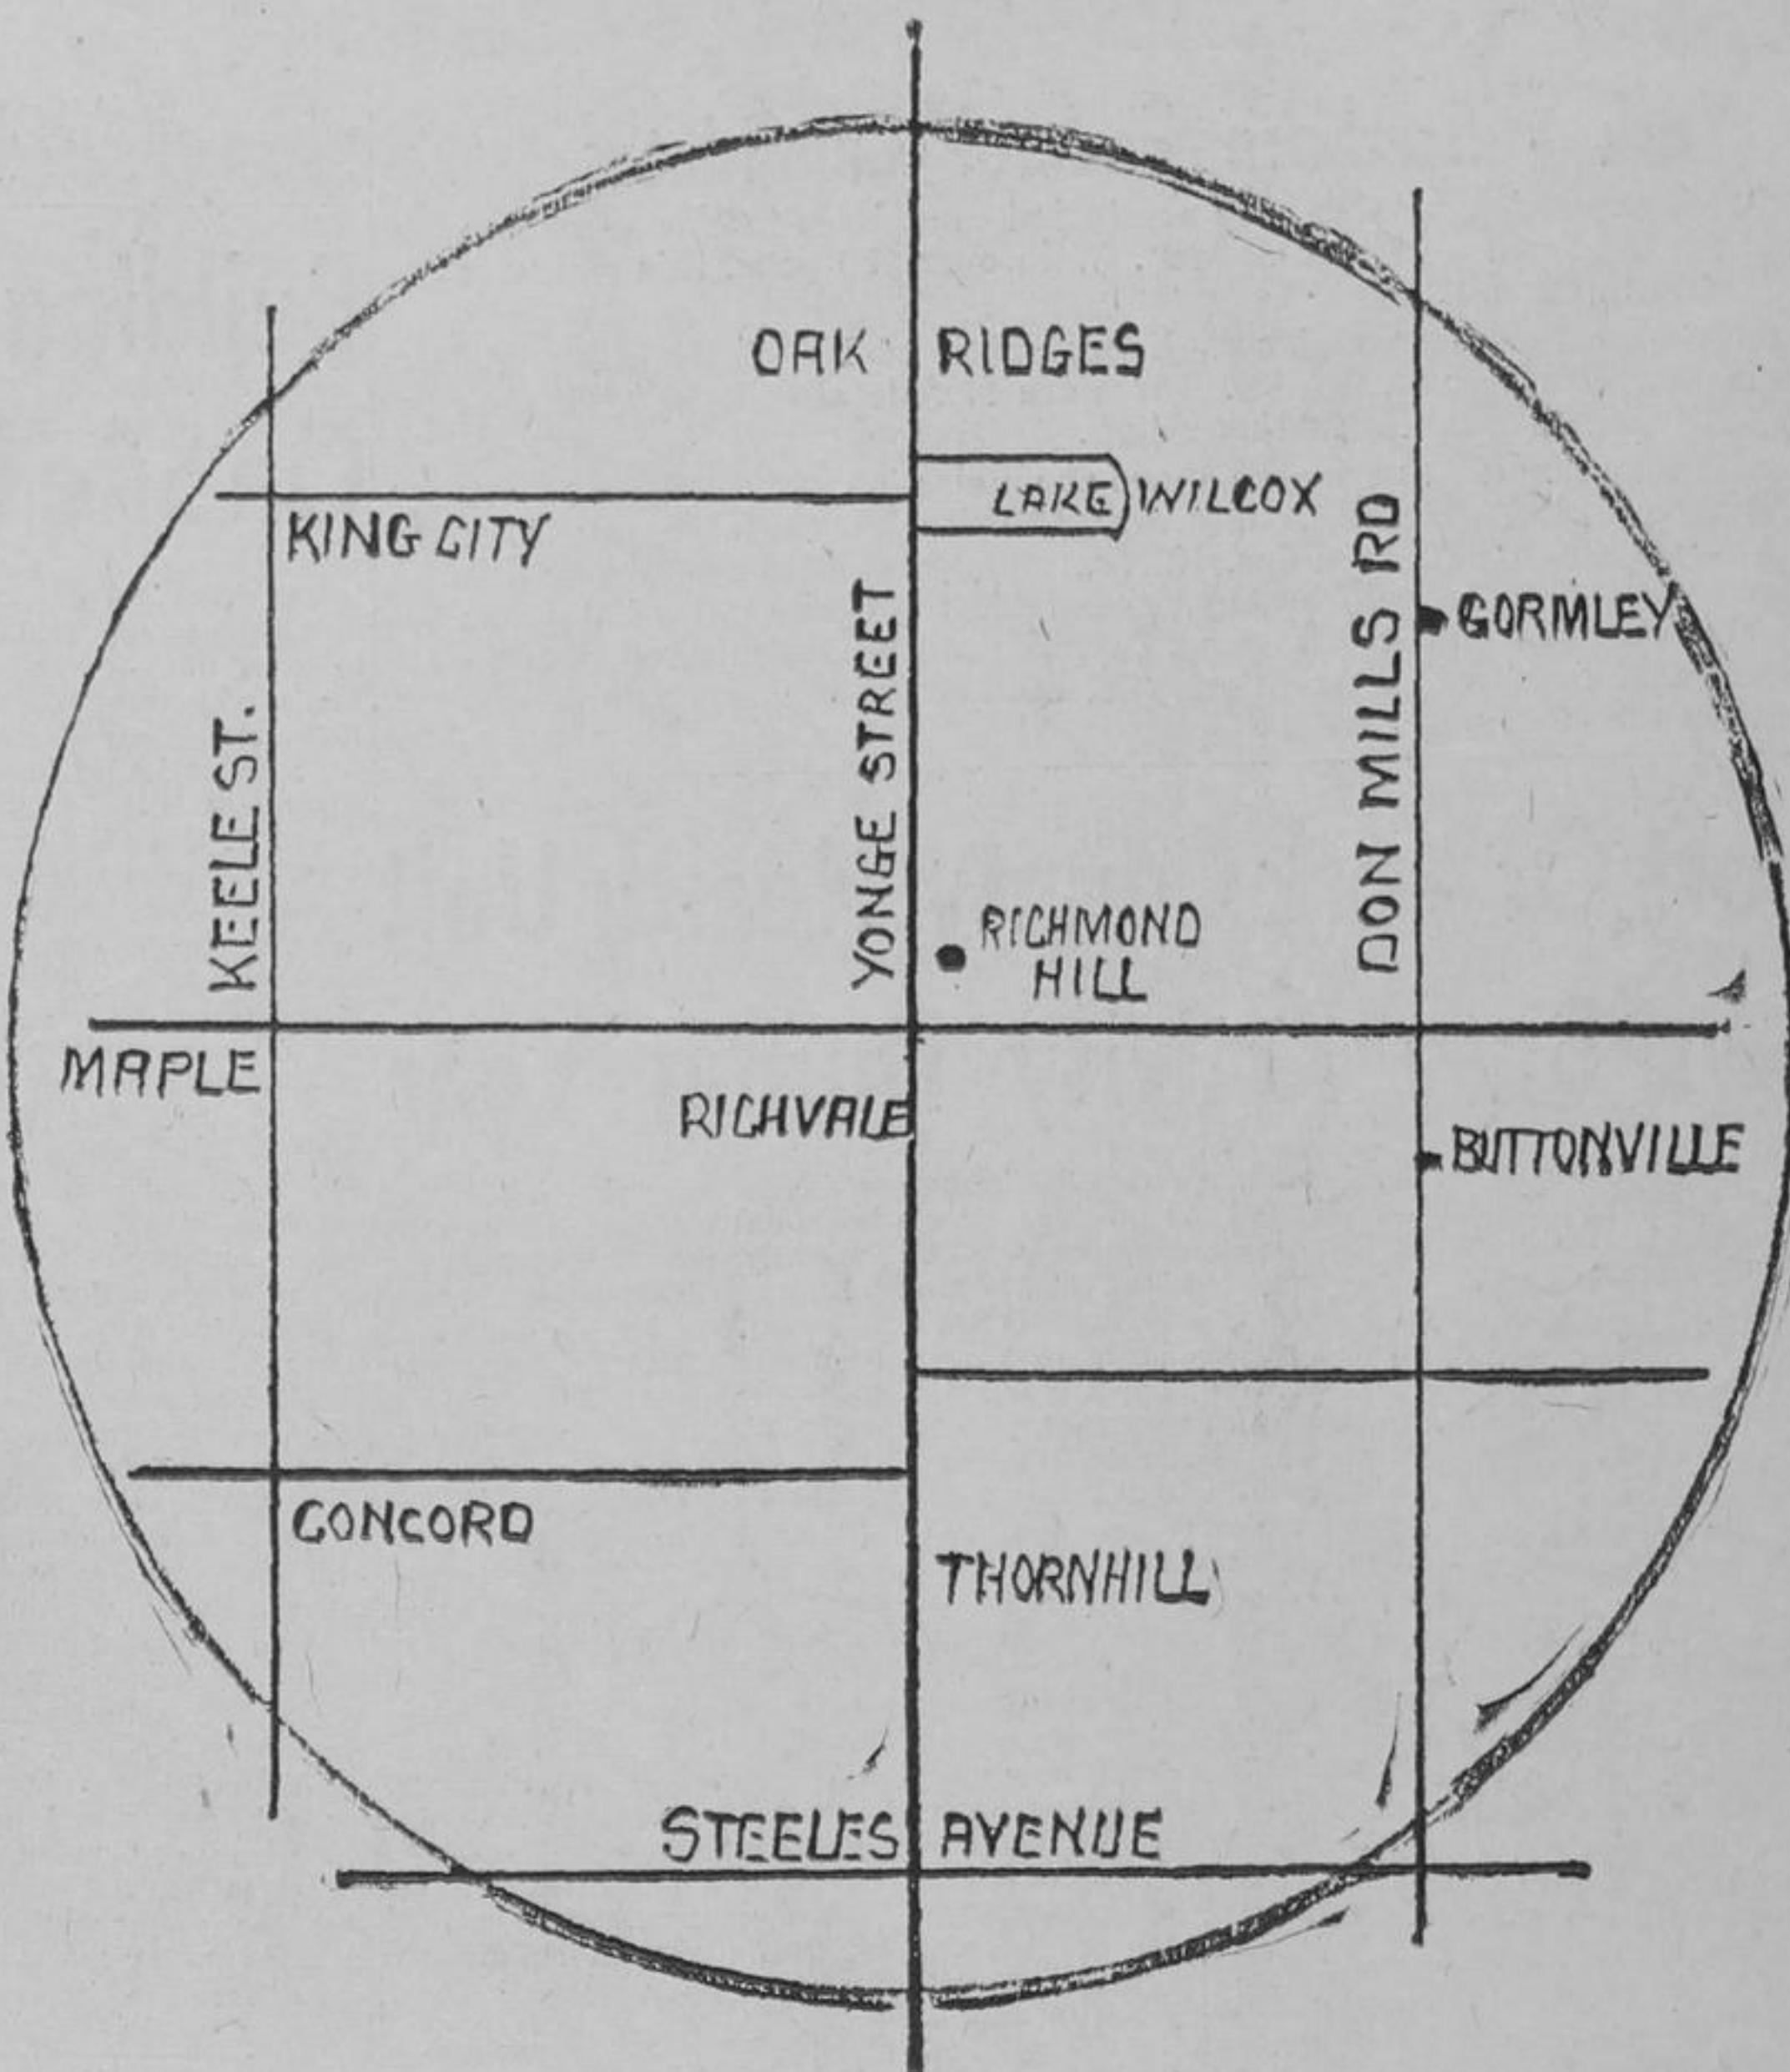 OAK RIDGES
LAKE WILCOX
KING CITY
GORMLEY
KEELE ST.
YONGE STREET
DON MILLS RD
RICHMOND
HILL
MAPLE
RICHVALE
BUTTONVILLE
CONCORD
THORNHILL
STEELES AVENUE